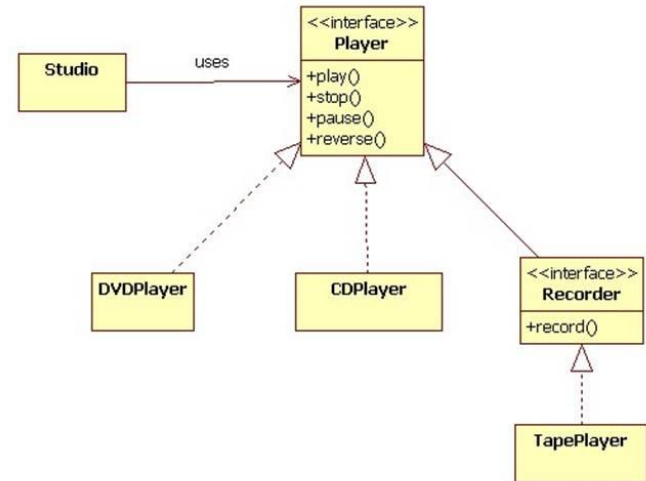 <<interface>>
Player
Studio
uses
+play()
+stop()
+pause()
+reverse()
DVDPlayer
CDPlayer
<<interface>>
Recorder
+record()
TapePlayer